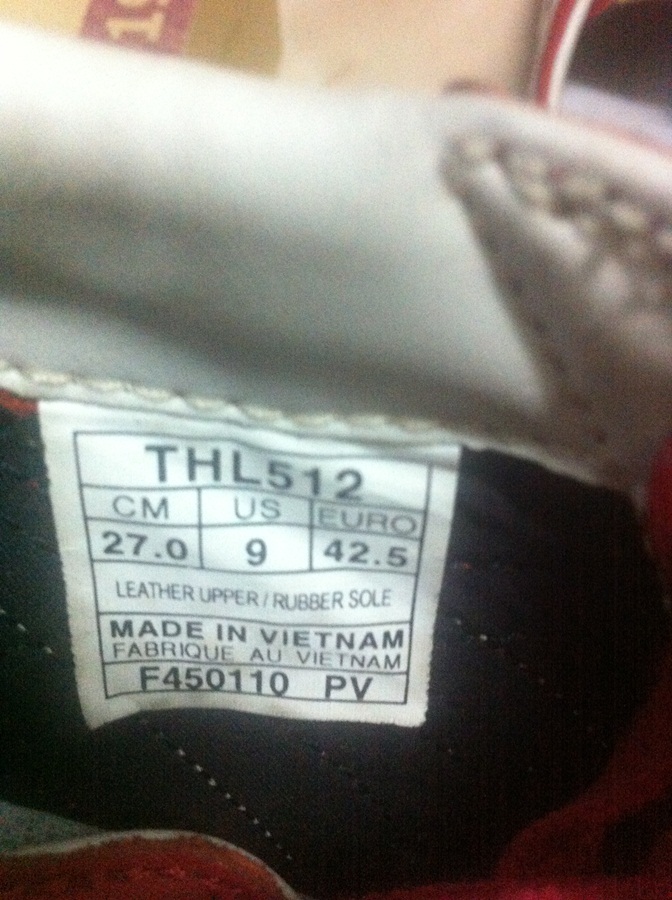 THL512
CM US EURO
27.0 9 42.5
LEATHER UPPER / RUBBER SOLE
MADE IN VIETNAM
FABRIQUE AU VIETNAM
F450110 PV